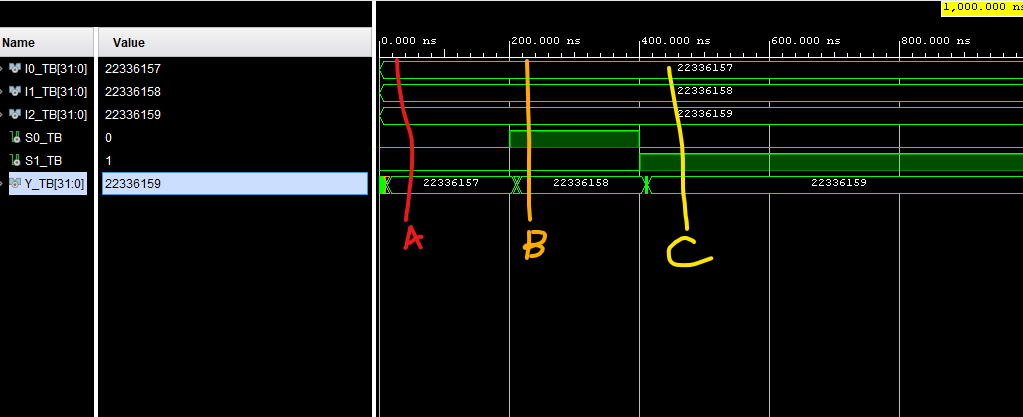 1,000.000 ns
Name Value
0.000 ns 200.000 ns 400.000 ns 600.000 ns 800.000 ns
I0_TB[31:0] 22336157 22336157
I1_TB[31:0] 22336158 22336158
I2_TB[31:0] 22336159 22336159
S0_TB 0
S1_TB 1
Y_TB[31:0] 22336159 22336157 22336158 22336159
A B C